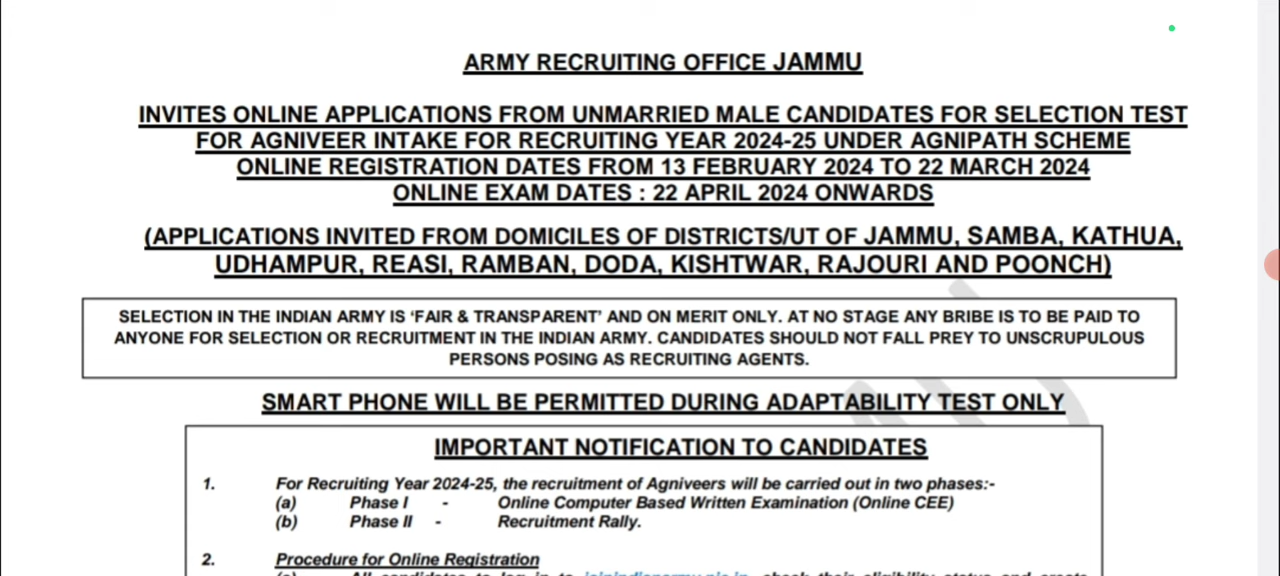 ARMY RECRUITING OFFICE JAMMU
INVITES ONLINE APPLICATIONS FROM UNMARRIED MALE CANDIDATES FOR SELECTION TEST
FOR AGNIVEER INTAKE FOR RECRUITING YEAR 2024-25 UNDER AGNIPATH SCHEME
ONLINE REGISTRATION DATES FROM 13 FEBRUARY 2024 TO 22 MARCH 2024
ONLINE EXAM DATES : 22 APRIL 2024 ONWARDS
(APPLICATIONS INVITED FROM DOMICILES OF DISTRICTS/UT OF JAMMU, SAMBA, KATHUA,
UDHAMPUR, REASI, RAMBAN, DODA, KISHTWAR, RAJOURI AND POONCH)
SELECTION IN THE INDIAN ARMY IS ‘FAIR & TRANSPARENT’ AND ON MERIT ONLY. AT NO STAGE ANY BRIBE IS TO BE PAID TO
ANYONE FOR SELECTION OR RECRUITMENT IN THE INDIAN ARMY. CANDIDATES SHOULD NOT FALL PREY TO UNSCRUPULOUS
PERSONS POSING AS RECRUITING AGENTS.
SMART PHONE WILL BE PERMITTED DURING ADAPTABILITY TEST ONLY
IMPORTANT NOTIFICATION TO CANDIDATES
1. For Recruiting Year 2024-25, the recruitment of Agniveers will be carried out in two phases:-
(a) Phase I - Online Computer Based Written Examination (Online CEE)
(b) Phase II - Recruitment Rally.
2. Procedure for Online Registration